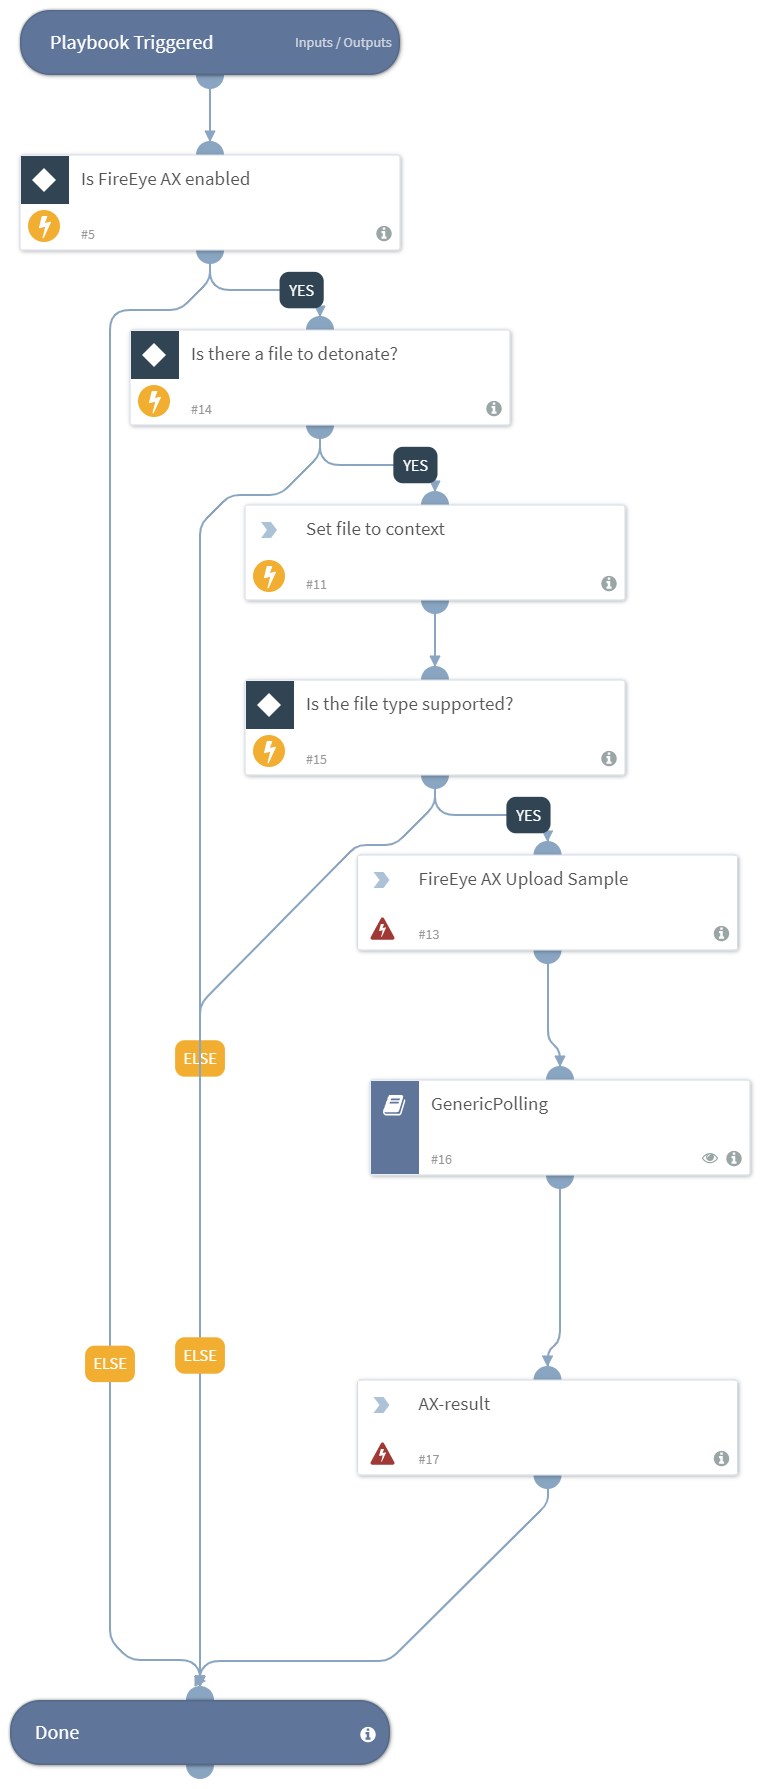 Playbook Triggered
Inputs / Outputs
Is FireEye AX enabled
#5
YES
Is there a file to detonate?
#14
YES
Set file to context
#11
Is the file type supported?
#15
YES
FireEye AX Upload Sample
#13
ELSE
GenericPolling
#16
ELSE
ELSE
AX-result
#17
Done